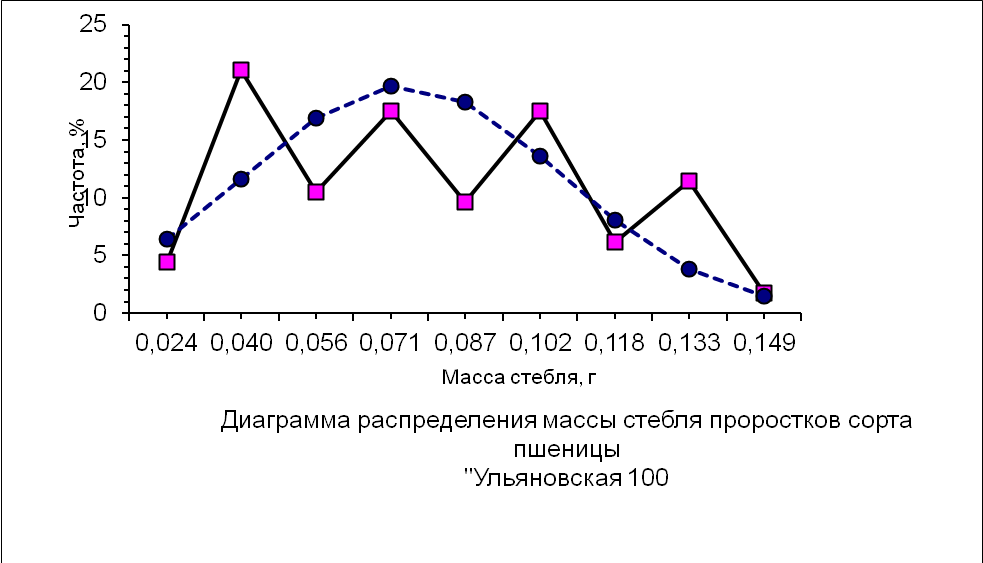 25
20
15
10
5
0
Частота, %
0,024 0,040 0,056 0,071 0,087 0,102 0,118 0,133 0,149
Масса стебля, г
Диаграмма распределения массы стебля проростков сорта
пшеницы
"Ульяновская 100